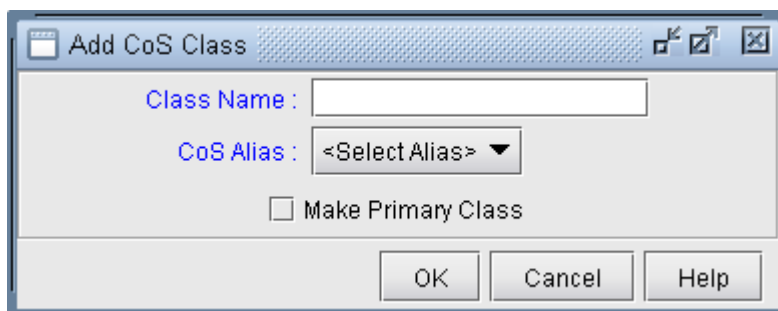 Add CoS Class
Class Name :
CoS Alias : <Select Alias>
Make Primary Class
OK Cancel Help